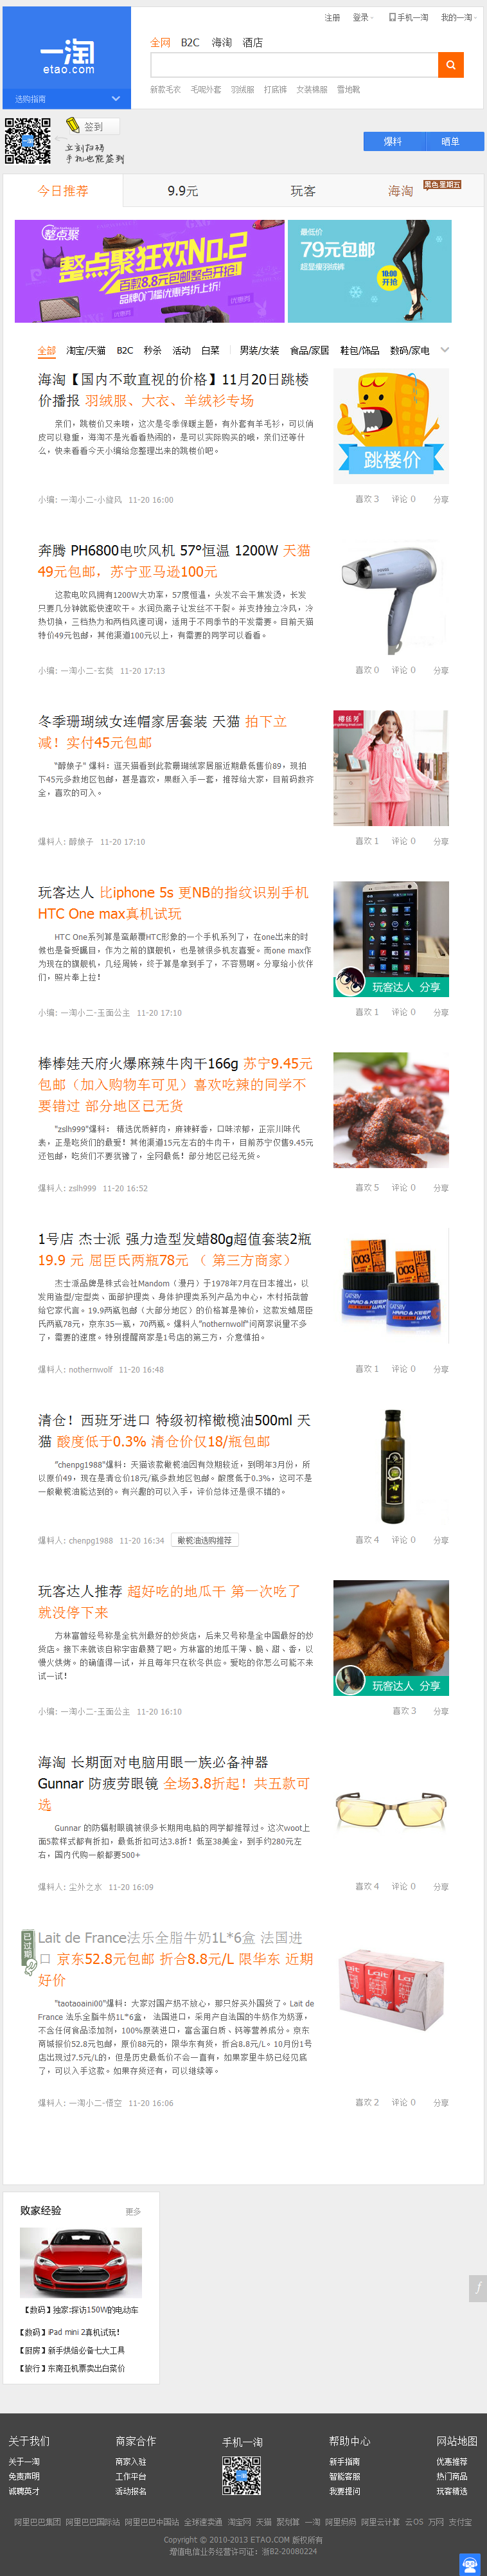 注册 登录 手机一淘 我的一淘
一淘
etao.com
选购指南
全网 B2C 海淘 酒店
新款毛衣 毛呢外套 羽绒服 打底裤 女装棉服 雪地靴
签到
立刻扫码
手机也能签到
爆料 晒单
今日推荐 9.9元 玩客 海淘 黑色星期五
整点聚
整点聚狂欢NO.2
百款8.8元包邮整点开抢!
品牌0门槛优惠券折上折!
最低价
79元包邮
超显瘦羽绒裤
10:00
开抢
全部 淘宝/天猫 B2C 秒杀 活动 白菜 男装/女装 食品/家居 鞋包/饰品 数码/家电
海淘【国内不敢直视的价格】11月20日跳楼
价播报 羽绒服、大衣、羊绒衫专场
亲们，跳楼价又来啦，这次是冬季保暖主题，有外套有羊毛衫，可以俏
皮可以稳重，海淘不是光看看热闹的，是可以实际购买的哦，亲们还等什
么，快来看看今天小编给您整理出来的跳楼价吧。
跳楼价
小编: 一淘小二-小旋风 11-20 16:00 喜欢 3 评论 0 分享
奔腾 PH6800电吹风机 57°恒温 1200W 天猫
49元包邮，苏宁亚马逊100元
这款电吹风拥有1200W大功率，57度恒温，头发不会干焦发烫，长发
只要几分钟就能快速吹干。水润负离子让发丝不干裂。并支持独立冷风，冷
热切换，三档热力和两档风速可调，适用于不同季节的干发需要。目前天猫
特价49元包邮，其他渠道100元以上，有需要的同学可以看看。
小编: 一淘小二-玄奘 11-20 17:13 喜欢 0 评论 0 分享
冬季珊瑚绒女连帽家居套装 天猫 拍下立
减！实付45元包邮
"醇娘子" 爆料：逛天猫看到此款珊瑚绒家居服近期最低售价89，现拍
下45元多数地区包邮，甚是喜欢，果断入手一套，推荐给大家，目前码数齐
全，喜欢的可入。
爆料人: 醇娘子 11-20 17:10 喜欢 1 评论 0 分享
玩客达人 比iphone 5s 更NB的指纹识别手机
HTC One max真机试玩
HTC One系列算是蛮颠覆HTC形象的一个手机系列了，在one出来的时
候也是备受瞩目，作为之前的旗舰机，也是被很多机友喜爱。而one max作
为现在的旗舰机，几经周转，终于算是拿到手了，不容易啊。分享给小伙伴
们，照片奉上拉！
玩客达人 分享
小编: 一淘小二-玉面公主 11-20 17:10 喜欢 1 评论 0 分享
棒棒娃天府火爆麻辣牛肉干166g 苏宁9.45元
包邮（加入购物车可见）喜欢吃辣的同学不
要错过 部分地区已无货
"zslh999"爆料： 精选优质鲜肉，麻辣鲜香，口味浓郁，正宗川味代
表，正是吃货们的最爱！其他渠道15元左右的牛肉干，目前苏宁仅售9.45元
还包邮，吃货们不要犹豫了，全网最低！部分地区已经无货。
爆料人: zslh999 11-20 16:52 喜欢 5 评论 0 分享
1号店 杰士派 强力造型发蜡80g超值套装2瓶
19.9 元 屈臣氏两瓶78元 （ 第三方商家）
杰士派品牌是株式会社Mandom（漫丹）于1978年7月在日本推出，以
发用造型/定型类、面部护理类、身体护理类系列产品为中心，木村拓哉曾
给它家代言。19.9两瓶包邮（大部分地区）的价格算是神价，这款发蜡屈臣
氏两瓶78元，京东35一瓶，70两瓶。爆料人"nothernwolf"问商家说量不多
了，需要的速度。特别提醒商家是1号店的第三方，介意慎拍。
爆料人: nothernwolf 11-20 16:48 喜欢 1 评论 0 分享
清仓！西班牙进口 特级初榨橄榄油500ml 天
猫 酸度低于0.3% 清仓价仅18/瓶包邮
"chenpg1988"爆料：天猫该款橄榄油因有效期较近，到明年3月份，所
以原价49，现在是清仓价18元/瓶多数地区包邮。酸度低于0.3%，这可不是
一般橄榄油能达到的。有兴趣的可以入手，评价总体还是很不错的。
爆料人: chenpg1988 11-20 16:34 橄榄油选购推荐 喜欢 4 评论 0 分享
玩客达人推荐 超好吃的地瓜干 第一次吃了
就没停下来
方林富曾经号称是全杭州最好的炒货店，后来又号称是全中国最好的炒
货店。接下来就该自称宇宙最赞了吧。方林富的地瓜干薄、脆、甜、香，以
慢火烘烤。的确值得一试，并且每年只在秋冬供应。爱吃的你怎么可能不来
试一试！
玩客达人 分享
小编: 一淘小二-玉面公主 11-20 16:10 喜欢 3 分享
海淘 长期面对电脑用眼一族必备神器
Gunnar 防疲劳眼镜 全场3.8折起！共五款可
选
Gunnar 的防辐射眼镜被很多长期用电脑的同学都推荐过。这次woot上
面5款样式都有折扣，最低折扣可达3.8折！低至38美金，到手约280元左
右，国内代购一般都要500+
爆料人: 尘外之水 11-20 16:09 喜欢 4 评论 0 分享
已过期
Lait de France法乐全脂牛奶1L*6盒 法国进
口 京东52.8元包邮 折合8.8元/L 限华东 近期
好价
"taotaoaini00"爆料：大家对国产奶不放心，那只好买外国货了。Lait de
France 法乐全脂牛奶1L*6盒， 法国进口，采用产自法国的牛奶作为奶源，
不含任何食品添加剂，100%原装进口，富含蛋白质、钙等营养成分。京东
商城报价52.8元包邮，原价88元的，限华东有货，折合8.8元/L。10月份1号
店出现过7.5元/L的，但是历史最低价不会一直有，如果家里牛奶已经见底
了，可以入手这款。如果存货还有，可以继续等。
爆料人: 一淘小二-悟空 11-20 16:06 喜欢 2 评论 0 分享
败家经验 更多
【数码】独家:探访150W的电动车
【数码】iPad mini 2真机试玩!
【厨房】新手烘焙必备七大工具
【旅行】东南亚机票卖出白菜价
关于我们 商家合作 手机一淘 帮助中心 网站地图
关于一淘 商家入驻 新手指南 优惠推荐
免责声明 工作平台 智能客服 热门商品
诚聘英才 活动报名 我要提问 玩客精选
阿里巴巴集团 阿里巴巴国际站 阿里巴巴中国站 全球速卖通 淘宝网 天猫 聚划算 一淘 阿里妈妈 阿里云计算 云OS 万网 支付宝
Copyright © 2010-2013 ETAO.COM 版权所有
增值电信业务经营许可证：浙B2-20080224